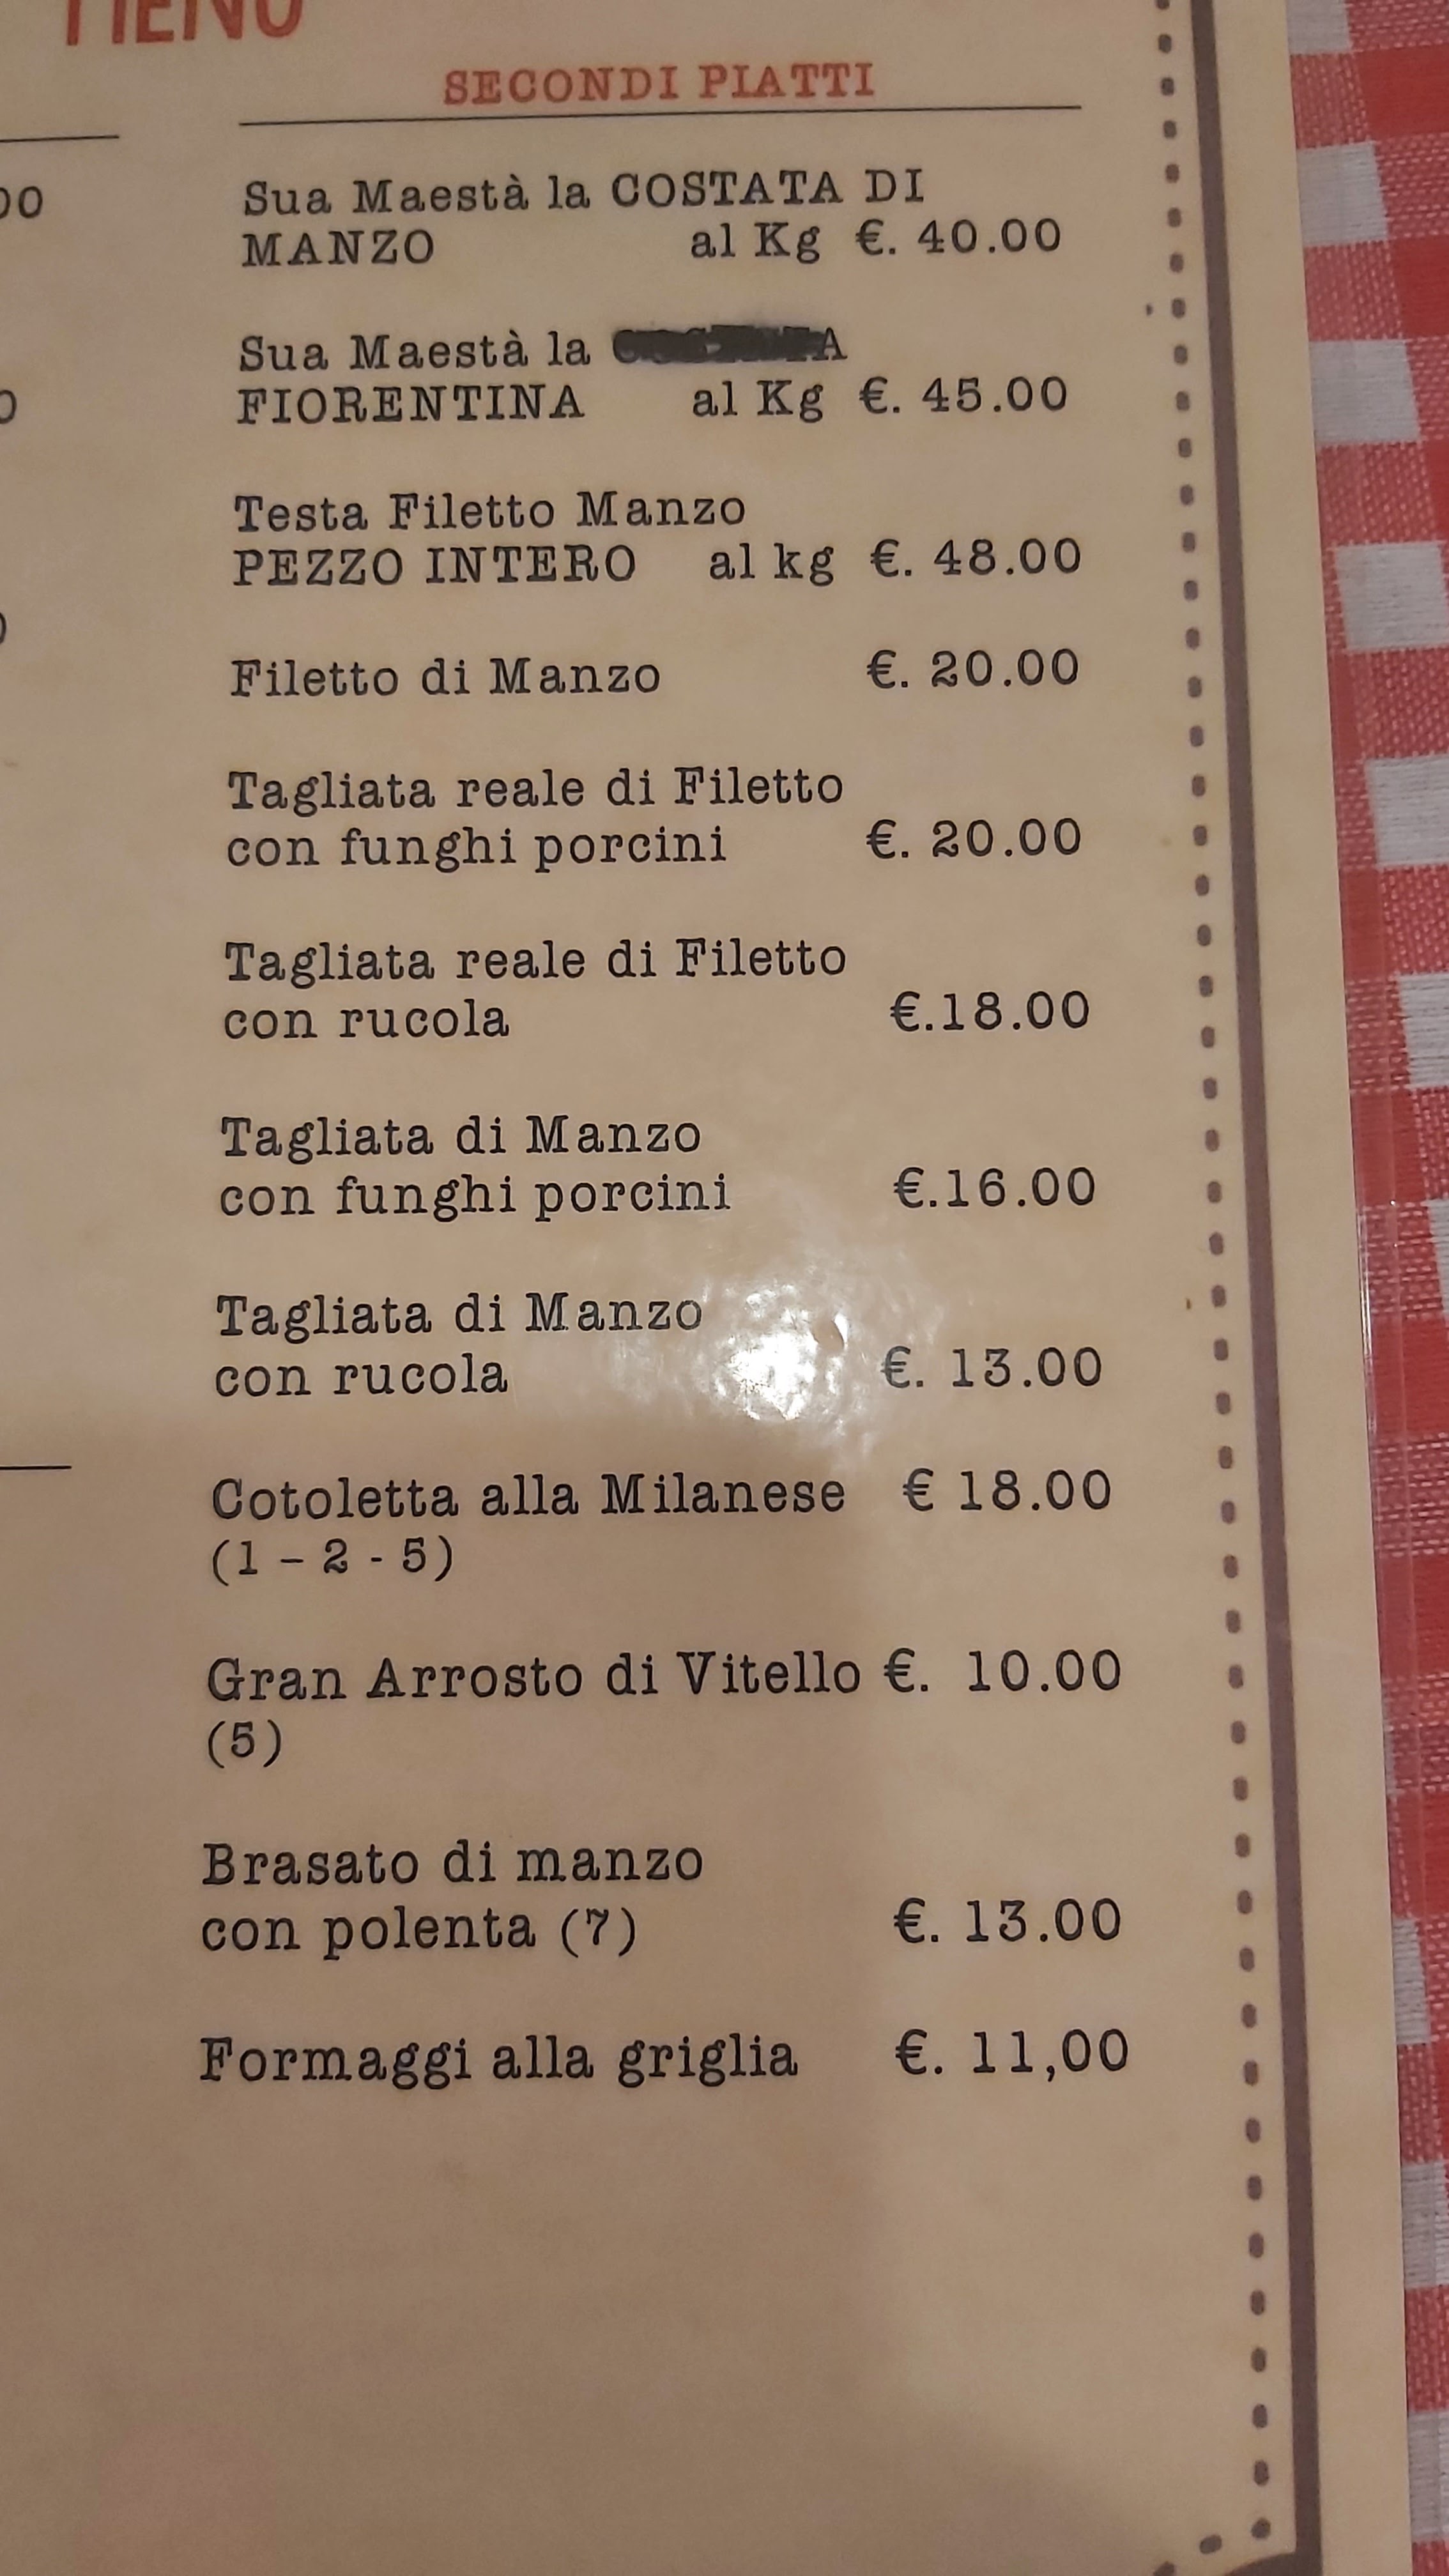 MENU
SECONDI PIATTI
00
Sua Maestà la COSTATA DI
MANZO al Kg €. 40.00
Sua Maestà la
FIORENTINA al Kg €. 45.00
Testa Filetto Manzo
PEZZO INTERO al kg €. 48.00
Filetto di Manzo €. 20.00
Tagliata reale di Filetto
con funghi porcini €. 20.00
Tagliata reale di Filetto
con rucola €.18.00
Tagliata di Manzo
con funghi porcini €.16.00
Tagliata di Manzo
con rucola €. 13.00
Cotoletta alla Milanese € 18.00
(1 – 2 - 5)
Gran Arrosto di Vitello €. 10.00
(5)
Brasato di manzo
con polenta (7) €. 13.00
Formaggi alla griglia €. 11,00